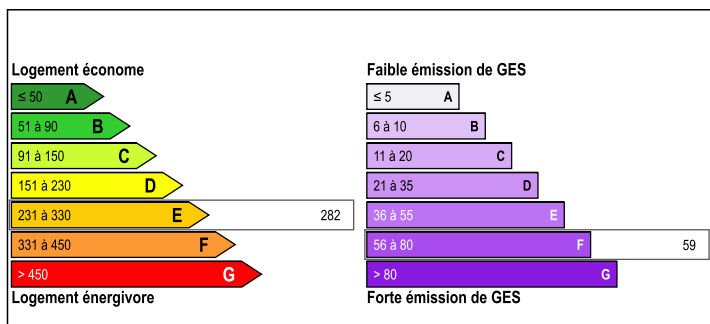 Logement économe
≤ 50 A
51 à 90 B
91 à 150 C
151 à 230 D
231 à 330 E 282
331 à 450 F
> 450 G
Logement énergivore
Faible émission de GES
≤ 5 A
6 à 10 B
11 à 20 C
21 à 35 D
36 à 55 E
56 à 80 F 59
> 80 G
Forte émission de GES